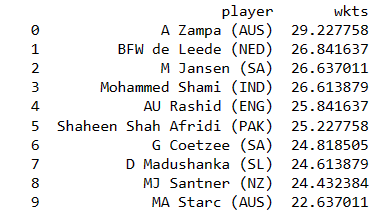 player wkts
0 A Zampa (AUS) 29.227758
1 BFW de Leede (NED) 26.841637
2 M Jansen (SA) 26.637011
3 Mohammed Shami (IND) 26.613879
4 AU Rashid (ENG) 25.841637
5 Shaheen Shah Afridi (PAK) 25.227758
6 G Coetzee (SA) 24.818505
7 D Madushanka (SL) 24.613879
8 MJ Santner (NZ) 24.432384
9 MA Starc (AUS) 22.637011